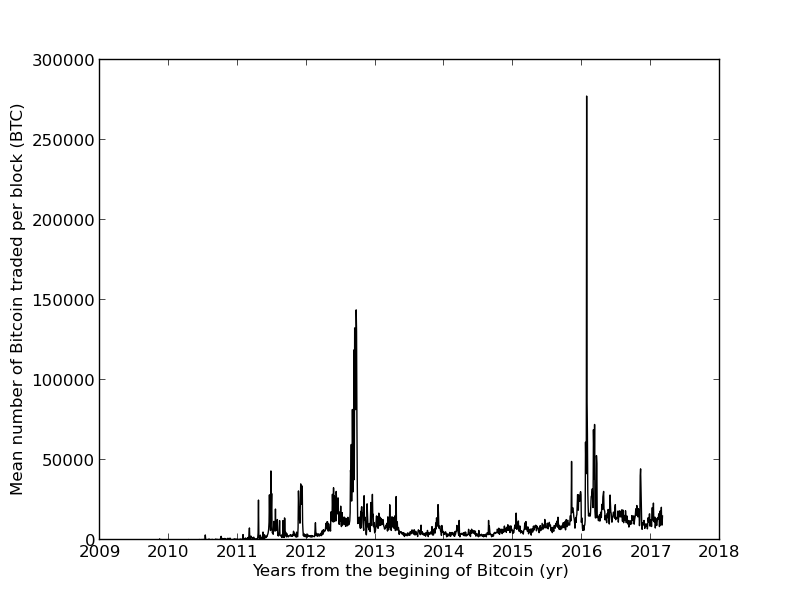 300000
250000
200000
150000
100000
50000
0
Mean number of Bitcoin traded per block (BTC)
2009 2010 2011 2012 2013 2014 2015 2016 2017 2018
Years from the begining of Bitcoin (yr)